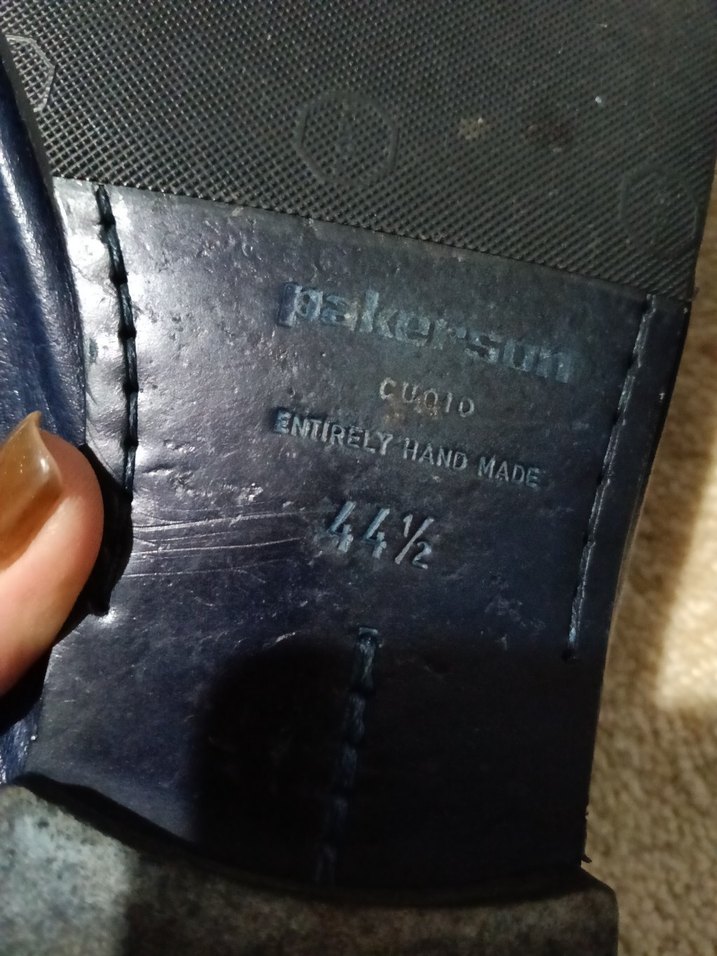 pakerson
CUOIO
ENTIRELY HAND MADE
44½